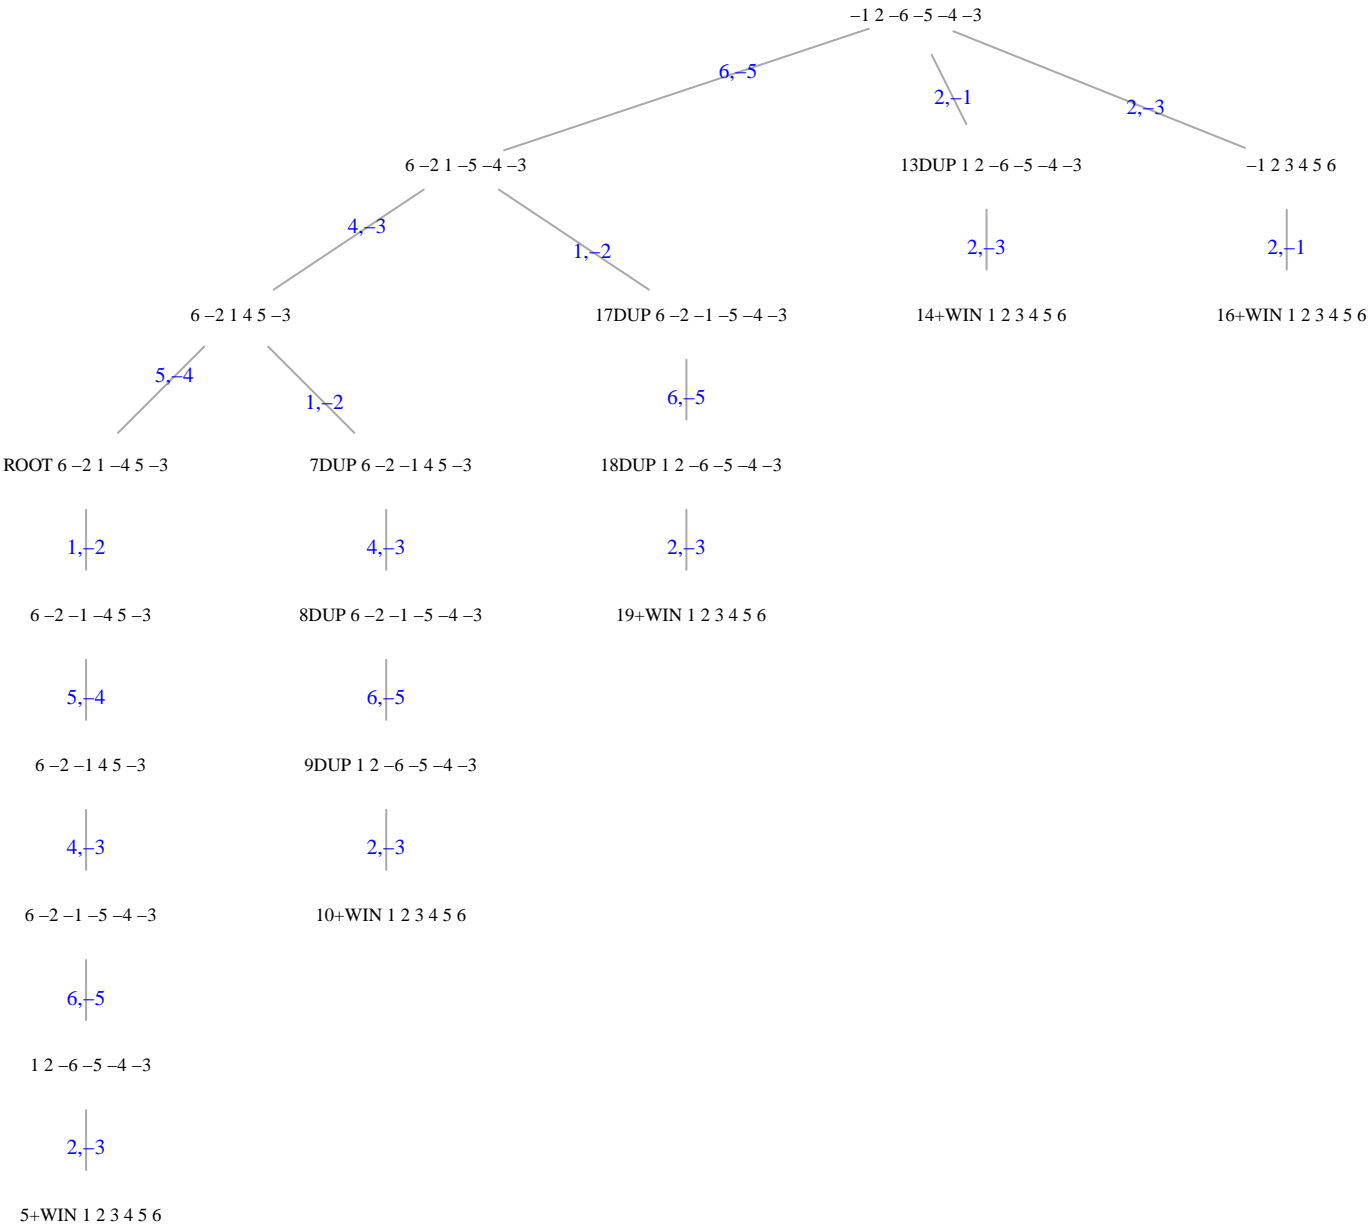 –1 2 –6 –5 –4 –3
6,–5
2,–1
2,–3
6 –2 1 –5 –4 –3
13DUP 1 2 –6 –5 –4 –3
–1 2 3 4 5 6
4,–3
1,–2
2,–3
2,–1
6 –2 1 4 5 –3
17DUP 6 –2 –1 –5 –4 –3
14+WIN 1 2 3 4 5 6
16+WIN 1 2 3 4 5 6
5,–4
1,–2
6,–5
ROOT 6 –2 1 –4 5 –3
7DUP 6 –2 –1 4 5 –3
18DUP 1 2 –6 –5 –4 –3
1,–2
4,–3
2,–3
6 –2 –1 –4 5 –3
8DUP 6 –2 –1 –5 –4 –3
19+WIN 1 2 3 4 5 6
5,–4
6,–5
6 –2 –1 4 5 –3
9DUP 1 2 –6 –5 –4 –3
4,–3
2,–3
6 –2 –1 –5 –4 –3
10+WIN 1 2 3 4 5 6
6,–5
1 2 –6 –5 –4 –3
2,–3
5+WIN 1 2 3 4 5 6